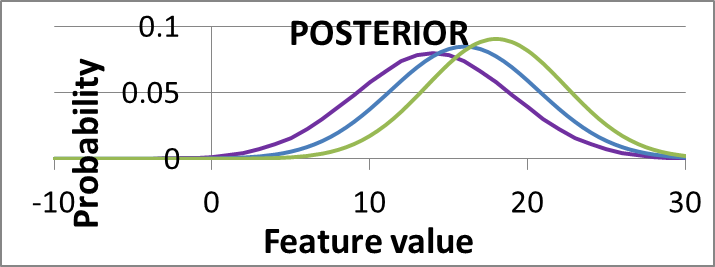 POSTERIOR
Probability
0.1
0.05
0
-10 0 10 20 30
Feature value